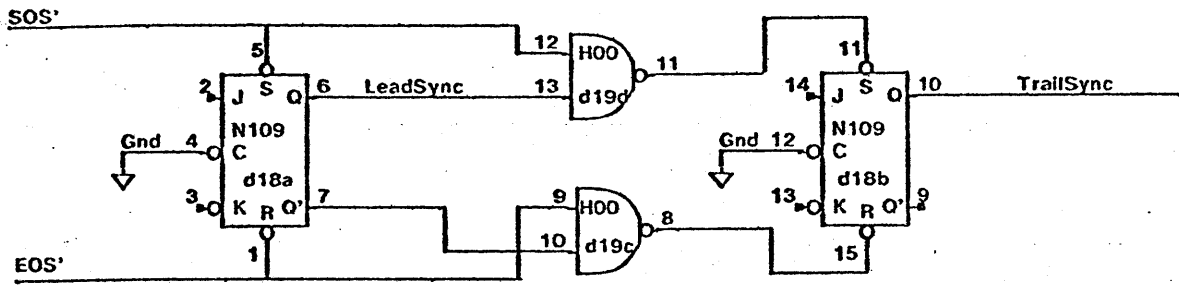 SOS'
5
12
H00
11
11
S
2
J
Q
6
LeadSync
13
d19d
14
J
S
Q
10
TrailSync
N109
N109
Gnd
4
C
Gnd
12
C
d18a
d18b
3
K
R
Q'
7
9
H00
8
13
K
R
Q'
9
1
10
d19c
15
EOS'